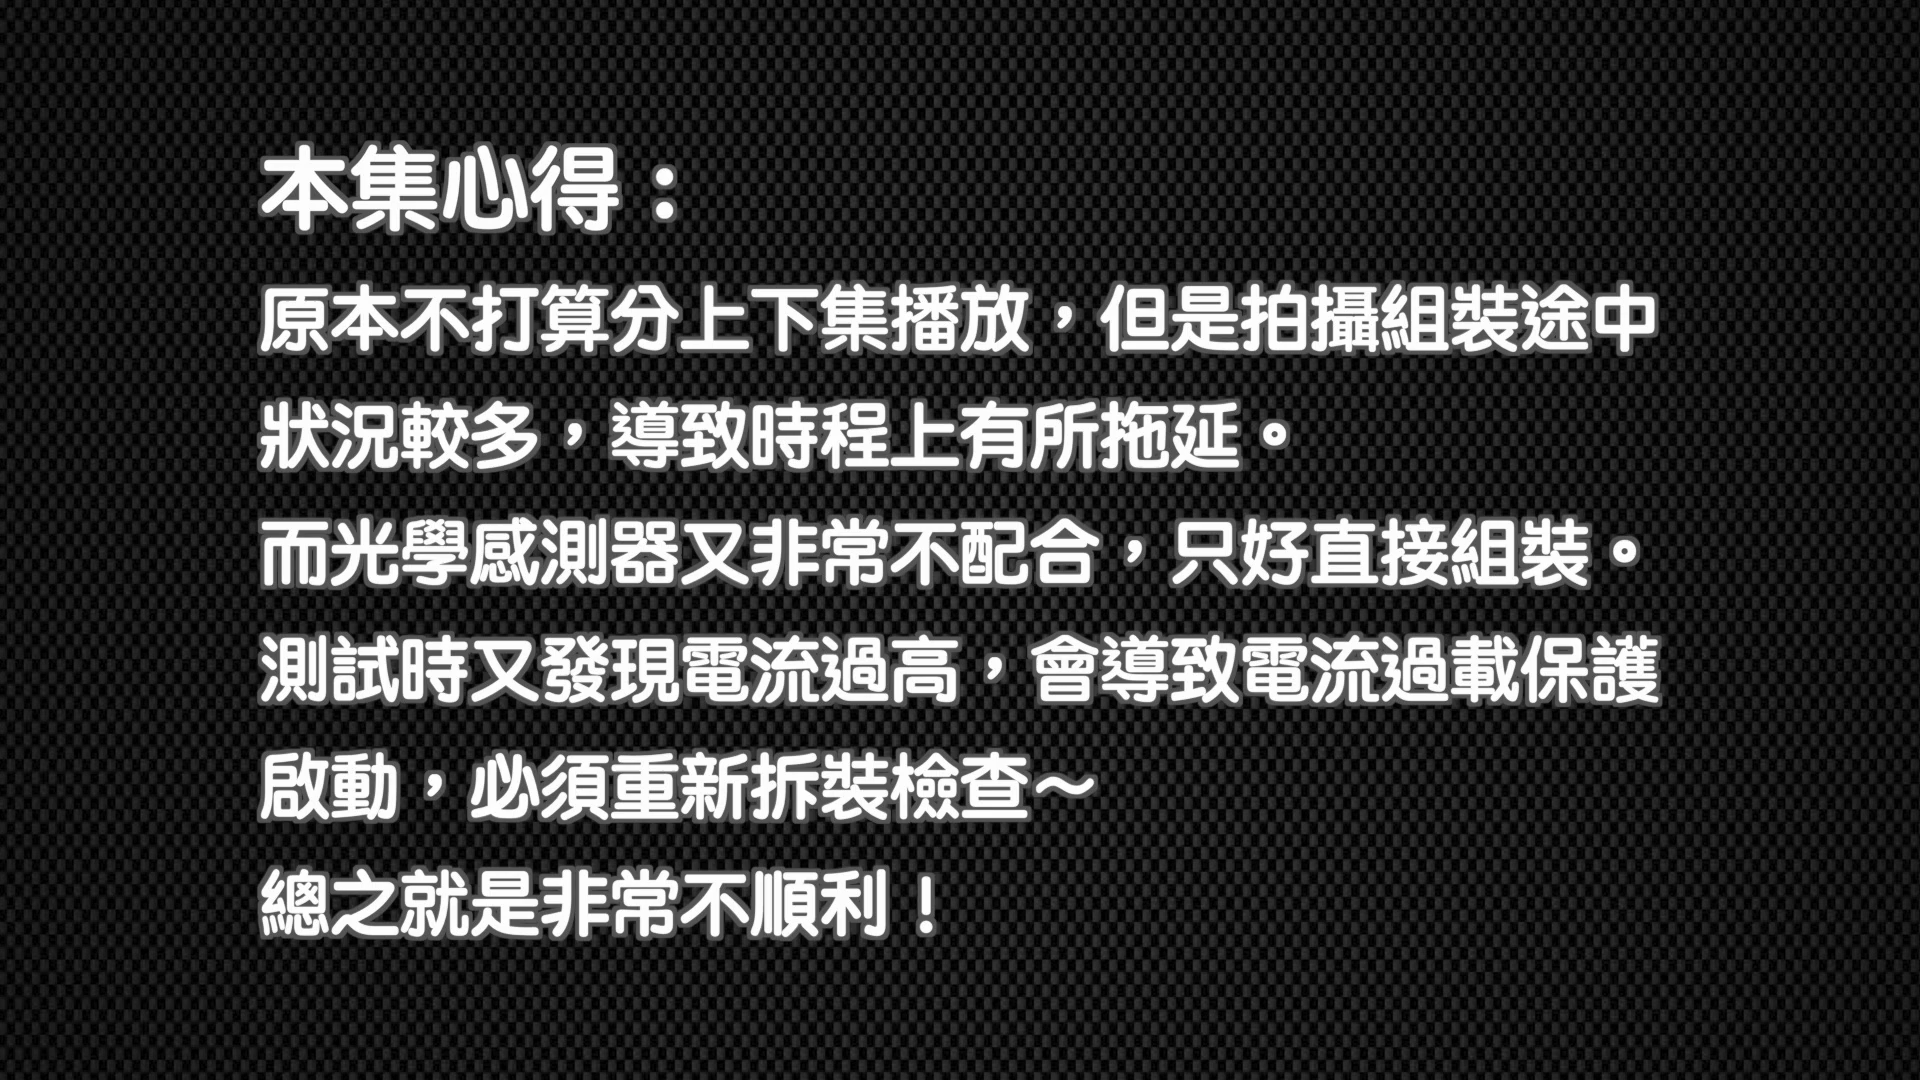 本集心得：
原本不打算分上下集播放，但是拍攝組裝途中
狀況較多，導致時程上有所拖延。
而光學感測器又非常不配合，只好直接組裝。
測試時又發現電流過高，會導致電流過載保護
啟動，必須重新拆裝檢查～
總之就是非常不順利！